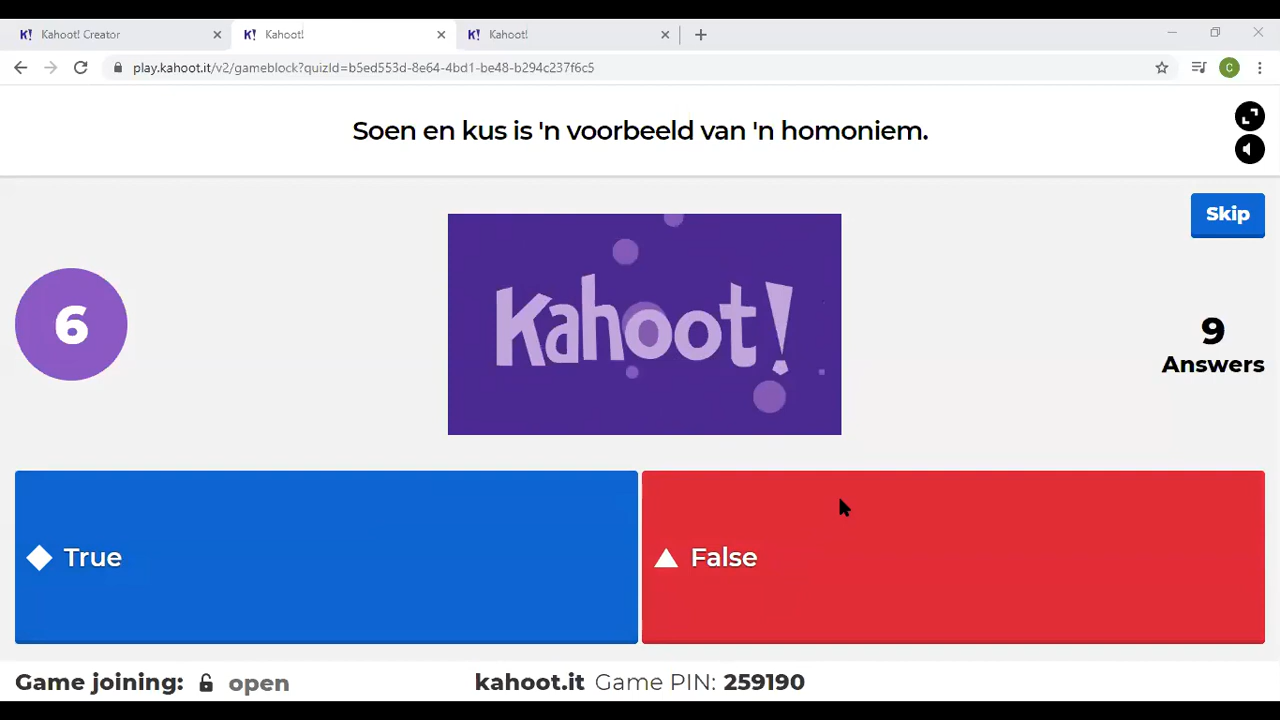 Kahoot! Creator
Kahoot!
Kahoot!
play.kahoot.it/v2/gameblock?quizId=b5ed553d-8e64-4bd1-be48-b294c237f6c5
C
Soen en kus is 'n voorbeeld van 'n homoniem.
Skip
Kahoot!
6
9
Answers
True
False
Game joining: open
kahoot.it Game PIN: 259190